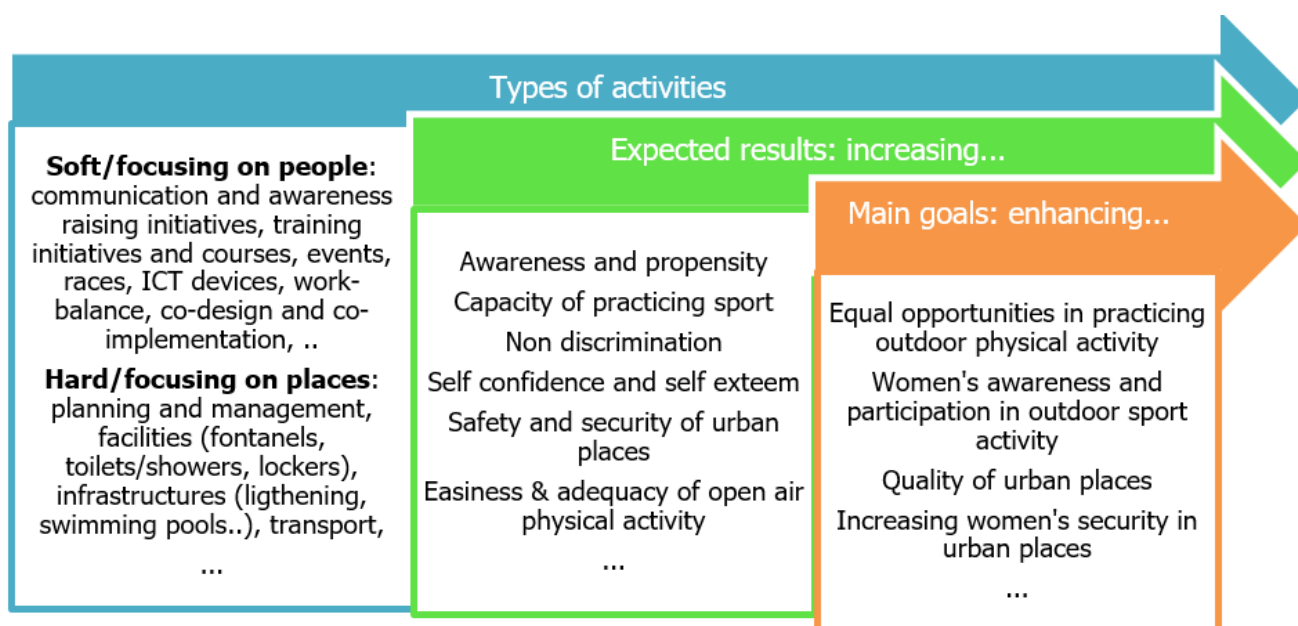 Types of activities
Soft/focusing on people:
communication and awareness
raising initiatives, training
initiatives and courses, events,
races, ICT devices, work-
balance, co-design and co-
implementation, ..
Hard/focusing on places:
planning and management,
facilities (fontanels,
toilets/showers, lockers),
infrastructures (ligthening,
swimming pools..), transport,
...
Expected results: increasing...
Awareness and propensity
Capacity of practicing sport
Non discrimination
Self confidence and self exteem
Safety and security of urban
places
Easiness & adequacy of open air
physical activity
...
Main goals: enhancing...
Equal opportunities in practicing
outdoor physical activity
Women's awareness and
participation in outdoor sport
activity
Quality of urban places
Increasing women's security in
urban places
...